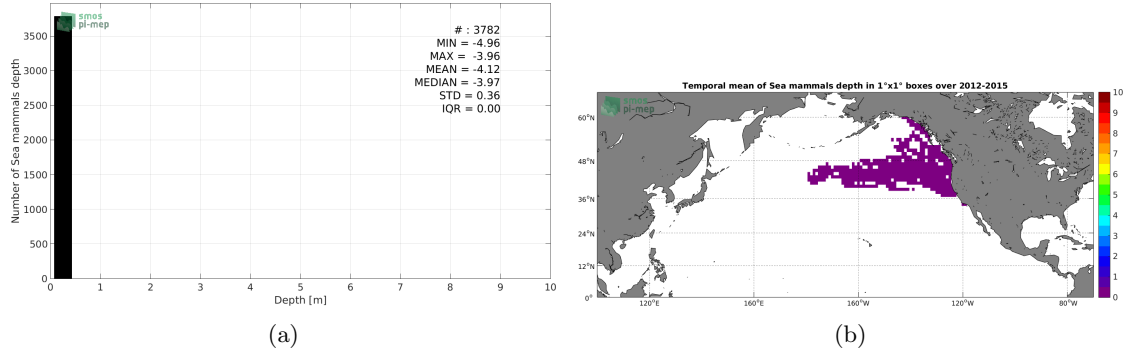 smos
pi-mep
# : 3782
MIN = -4.96
MAX = -3.96
MEAN = -4.12
MEDIAN = -3.97
STD = 0.36
IQR = 0.00
Number of Sea mammals depth
3500
3000
2500
2000
1500
1000
500
0
0 1 2 3 4 5 6 7 8 9 10
Depth [m]
(a)
Temporal mean of Sea mammals depth in 1°x1° boxes over 2012-2015
smos
pi-mep
60°N
48°N
36°N
24°N
12°N
0°
120°E 160°E 160°W 120°W 80°W
10
9
8
7
6
5
4
3
2
1
0
(b)